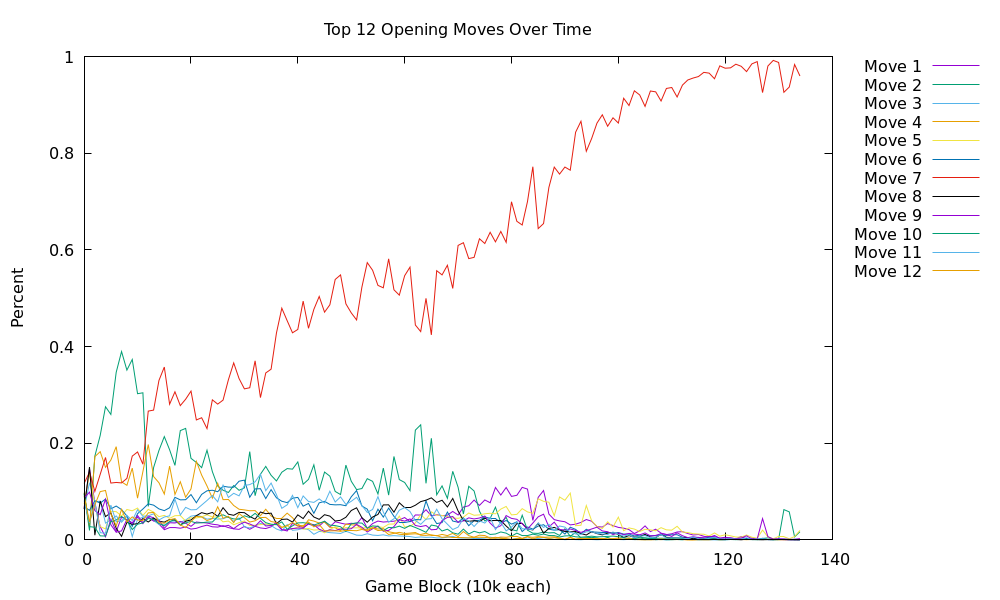 Top 12 Opening Moves Over Time
1
0.8
0.6
0.4
0.2
0
0
20
40
60
80
100
120
140
Percent
Game Block (10k each)
Move 1
Move 2
Move 3
Move 4
Move 5
Move 6
Move 7
Move 8
Move 9
Move 10
Move 11
Move 12